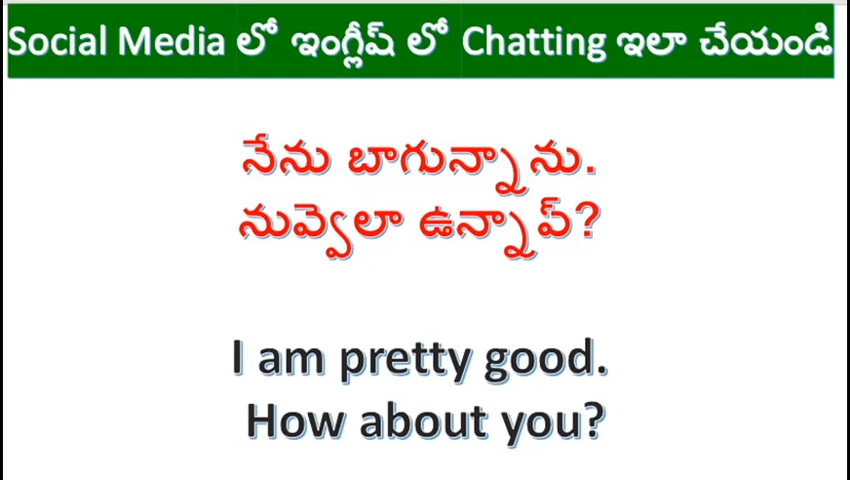 Social Media లో ఇంగ్లీష్ లో Chatting ఇలా చేయండి
నేను బాగున్నాను.
నువ్వెలా ఉన్నావ్?
I am pretty good.
How about you?